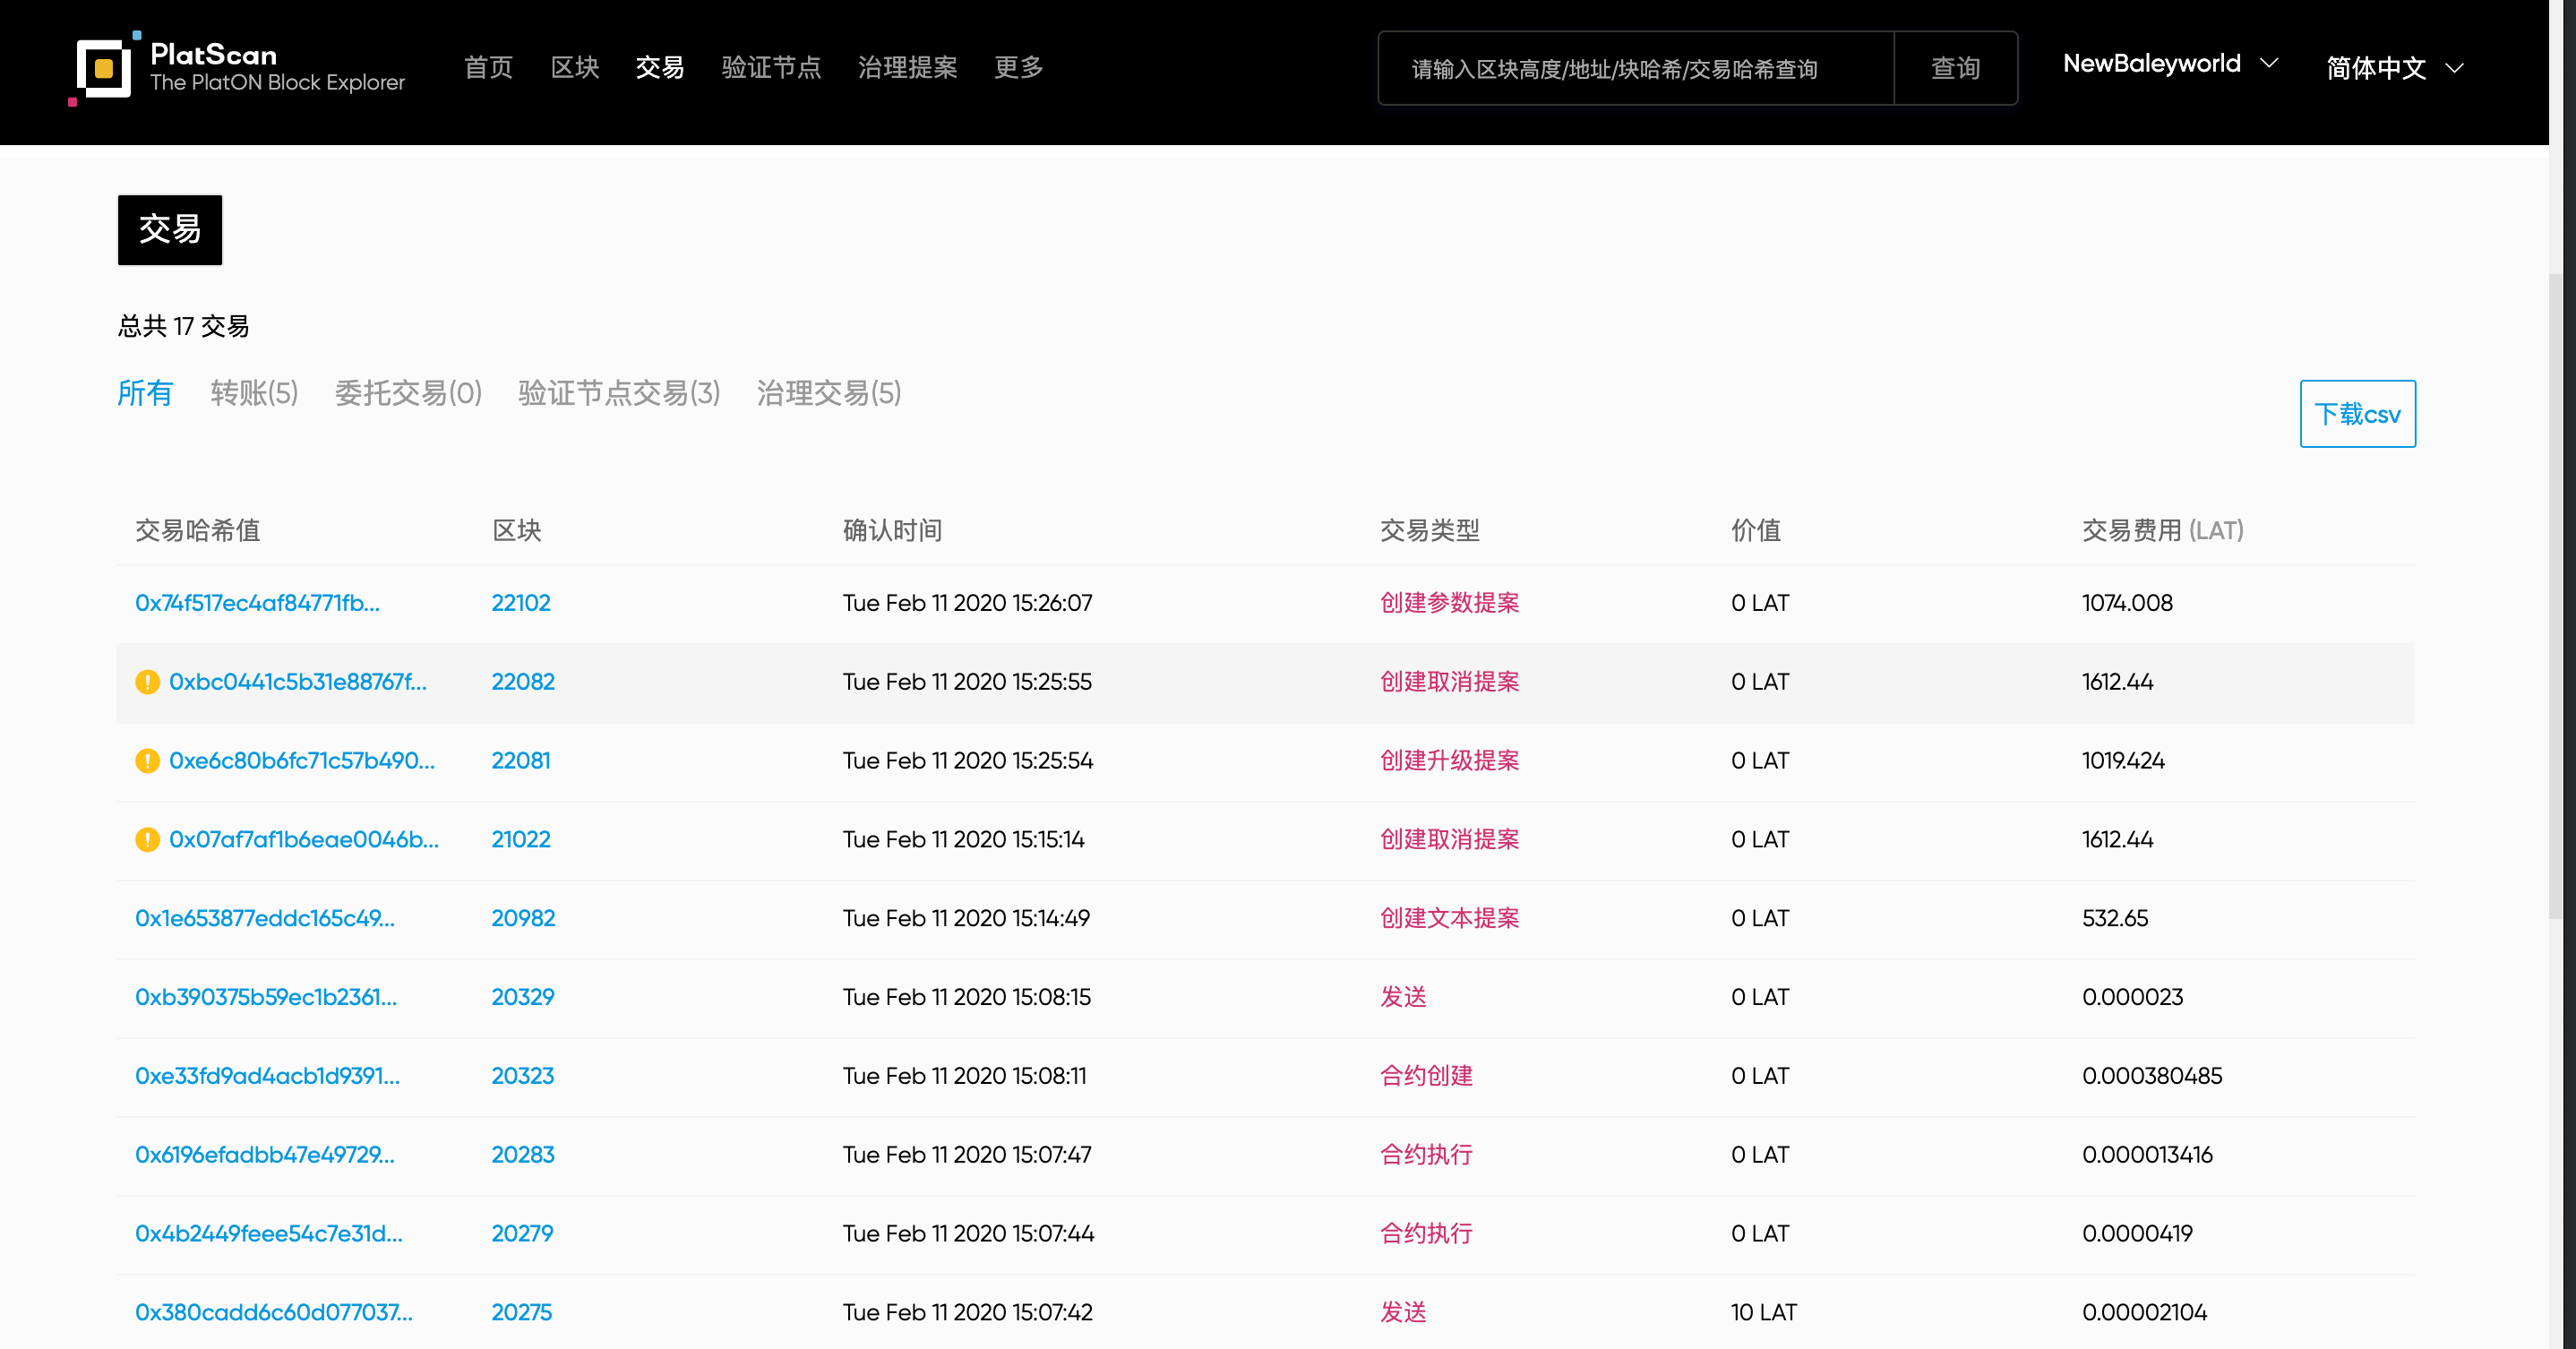 PlatScan
The PlatON Block Explorer
首页 区块 交易 验证节点 治理提案 更多
请输入区块高度/地址/块哈希/交易哈希查询 查询
NewBaleyworld 简体中文
交易
总共 17 交易
所有 转账(5) 委托交易(0) 验证节点交易(3) 治理交易(5)
下载csv
交易哈希值 区块 确认时间 交易类型 价值 交易费用 (LAT)
0x74f517ec4af84771fb... 22102 Tue Feb 11 2020 15:26:07 创建参数提案 0 LAT 1074.008
0xbc0441c5b31e88767f... 22082 Tue Feb 11 2020 15:25:55 创建取消提案 0 LAT 1612.44
0xe6c80b6fc71c57b490... 22081 Tue Feb 11 2020 15:25:54 创建升级提案 0 LAT 1019.424
0x07af7af1b6eae0046b... 21022 Tue Feb 11 2020 15:15:14 创建取消提案 0 LAT 1612.44
0x1e653877eddc165c49... 20982 Tue Feb 11 2020 15:14:49 创建文本提案 0 LAT 532.65
0xb390375b59ec1b2361... 20329 Tue Feb 11 2020 15:08:15 发送 0 LAT 0.000023
0xe33fd9ad4acb1d9391... 20323 Tue Feb 11 2020 15:08:11 合约创建 0 LAT 0.000380485
0x6196efadbb47e49729... 20283 Tue Feb 11 2020 15:07:47 合约执行 0 LAT 0.000013416
0x4b2449feee54c7e31d... 20279 Tue Feb 11 2020 15:07:44 合约执行 0 LAT 0.0000419
0x380cadd6c60d077037... 20275 Tue Feb 11 2020 15:07:42 发送 10 LAT 0.00002104